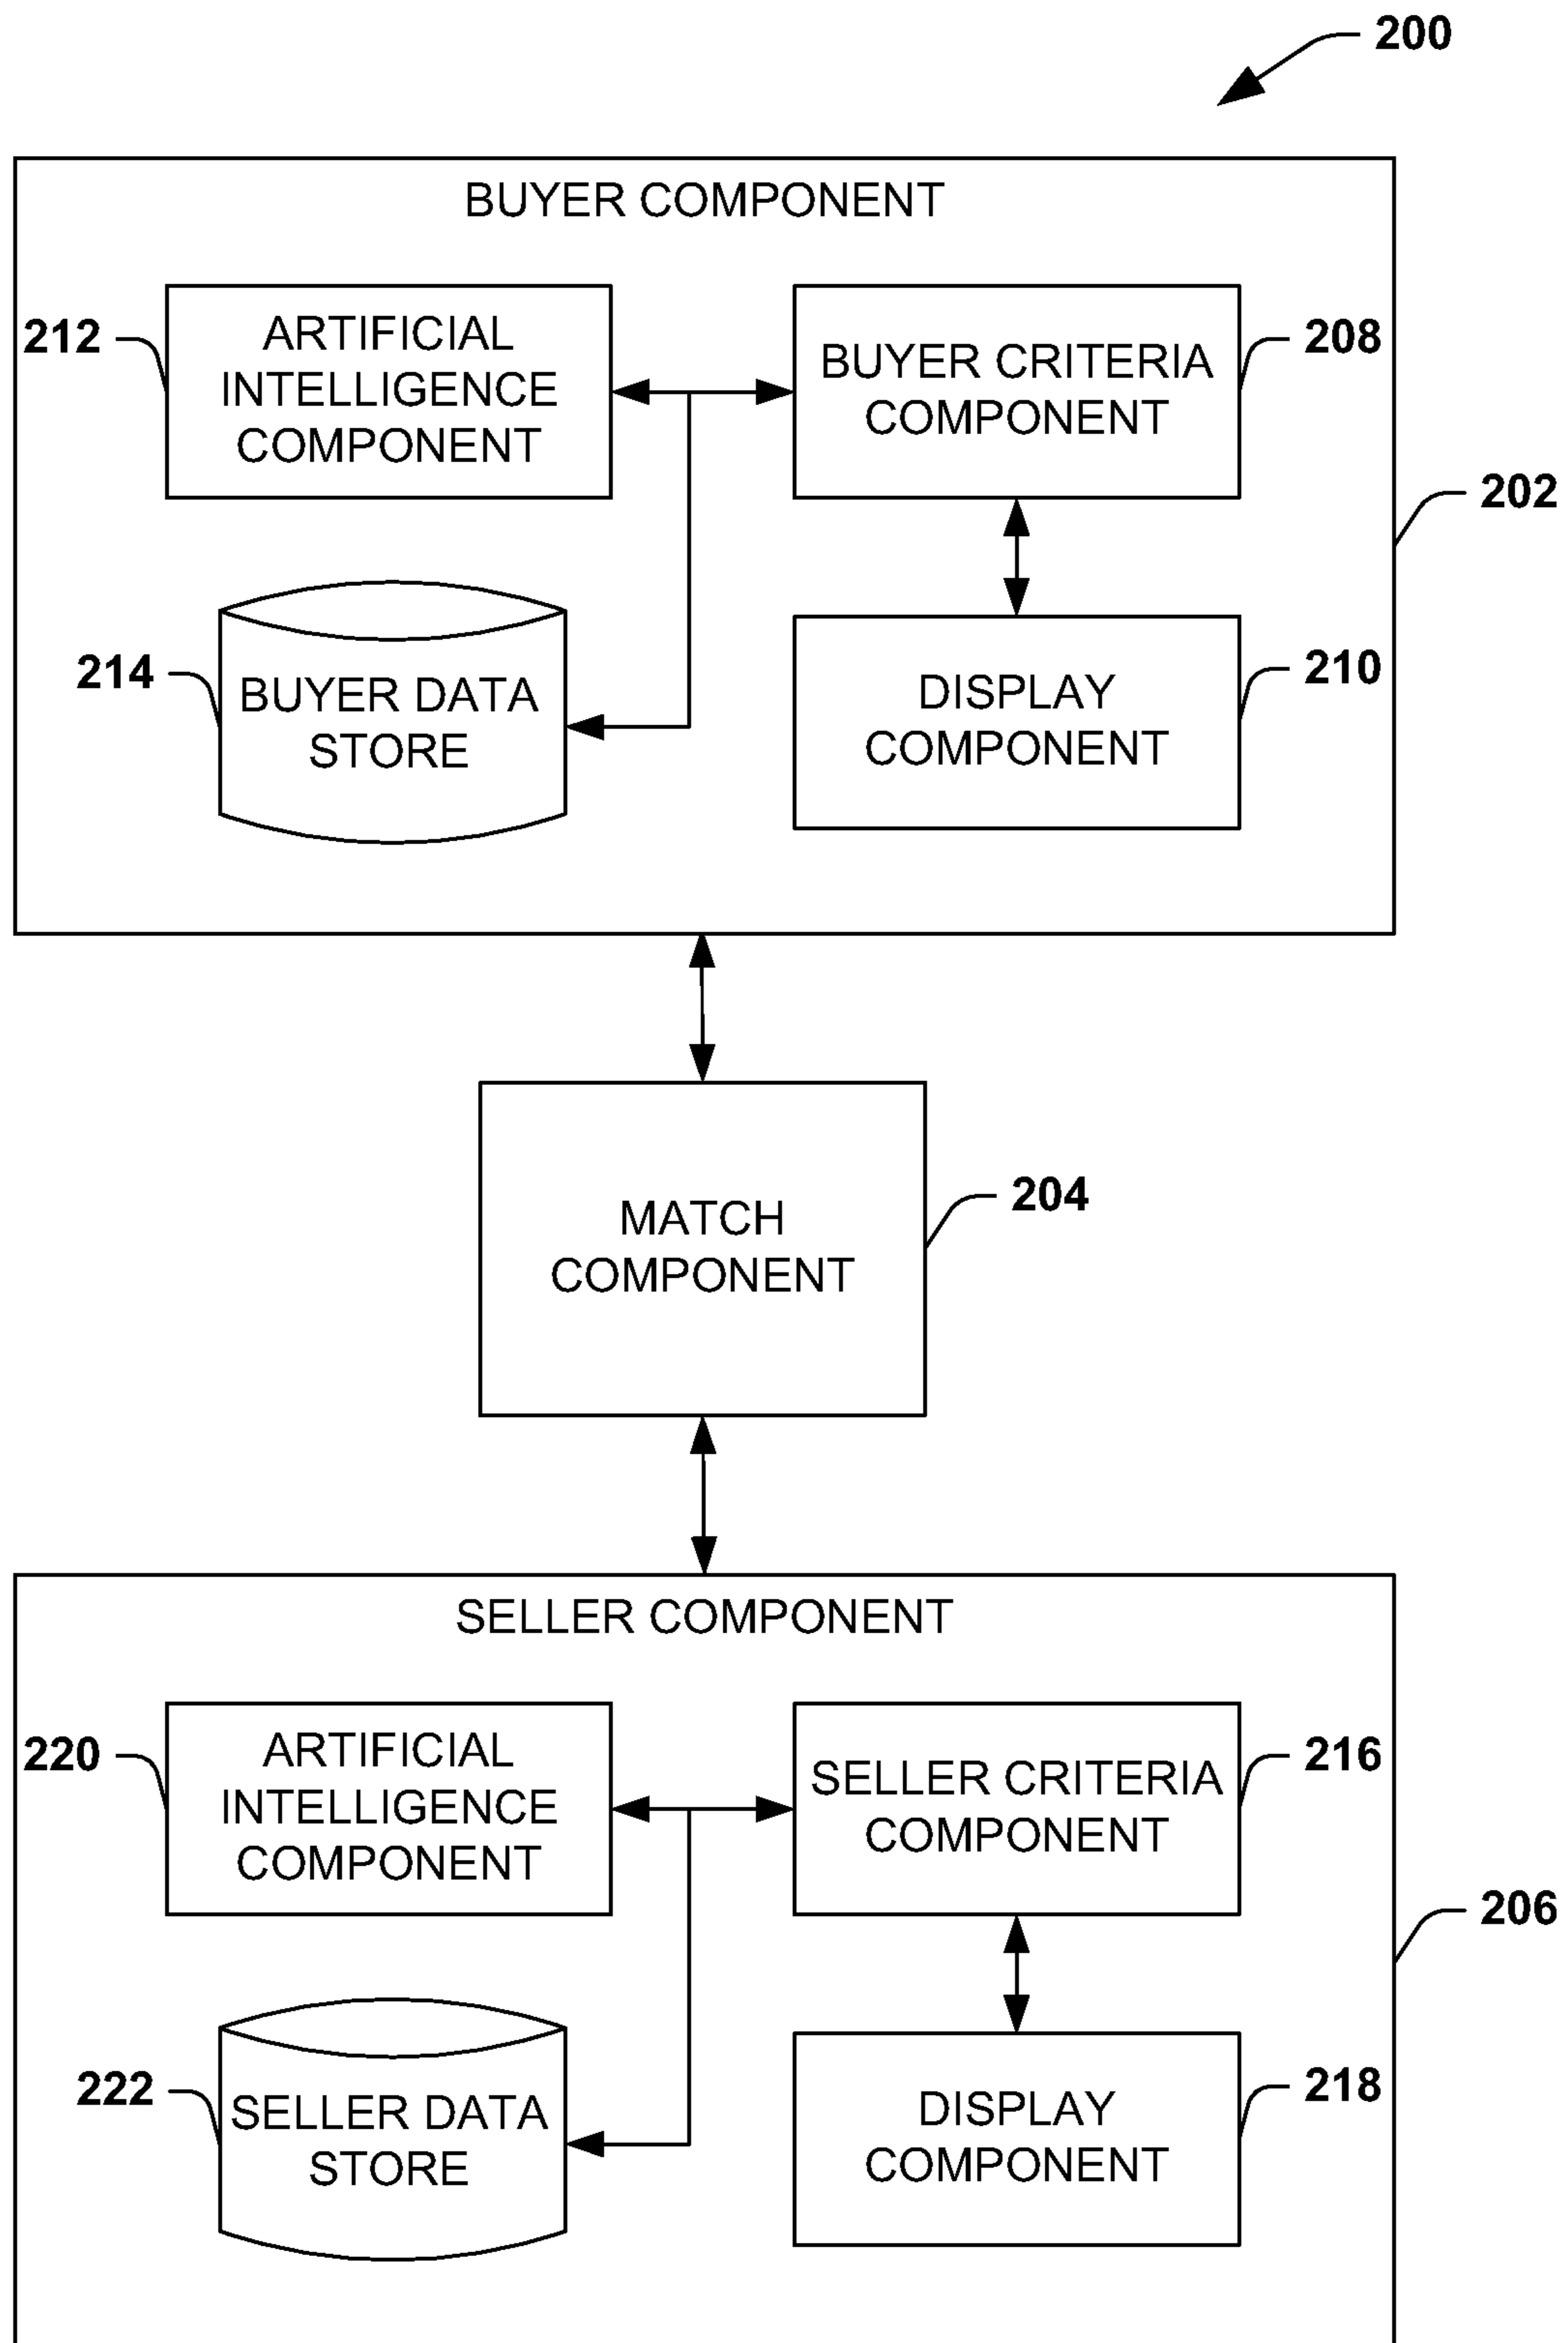 200
BUYER COMPONENT
212
ARTIFICIAL
INTELLIGENCE
COMPONENT
BUYER CRITERIA
COMPONENT
208
202
214
BUYER DATA
STORE
DISPLAY
COMPONENT
210
MATCH
COMPONENT
204
SELLER COMPONENT
220
ARTIFICIAL
INTELLIGENCE
COMPONENT
SELLER CRITERIA
COMPONENT
216
206
222
SELLER DATA
STORE
DISPLAY
COMPONENT
218